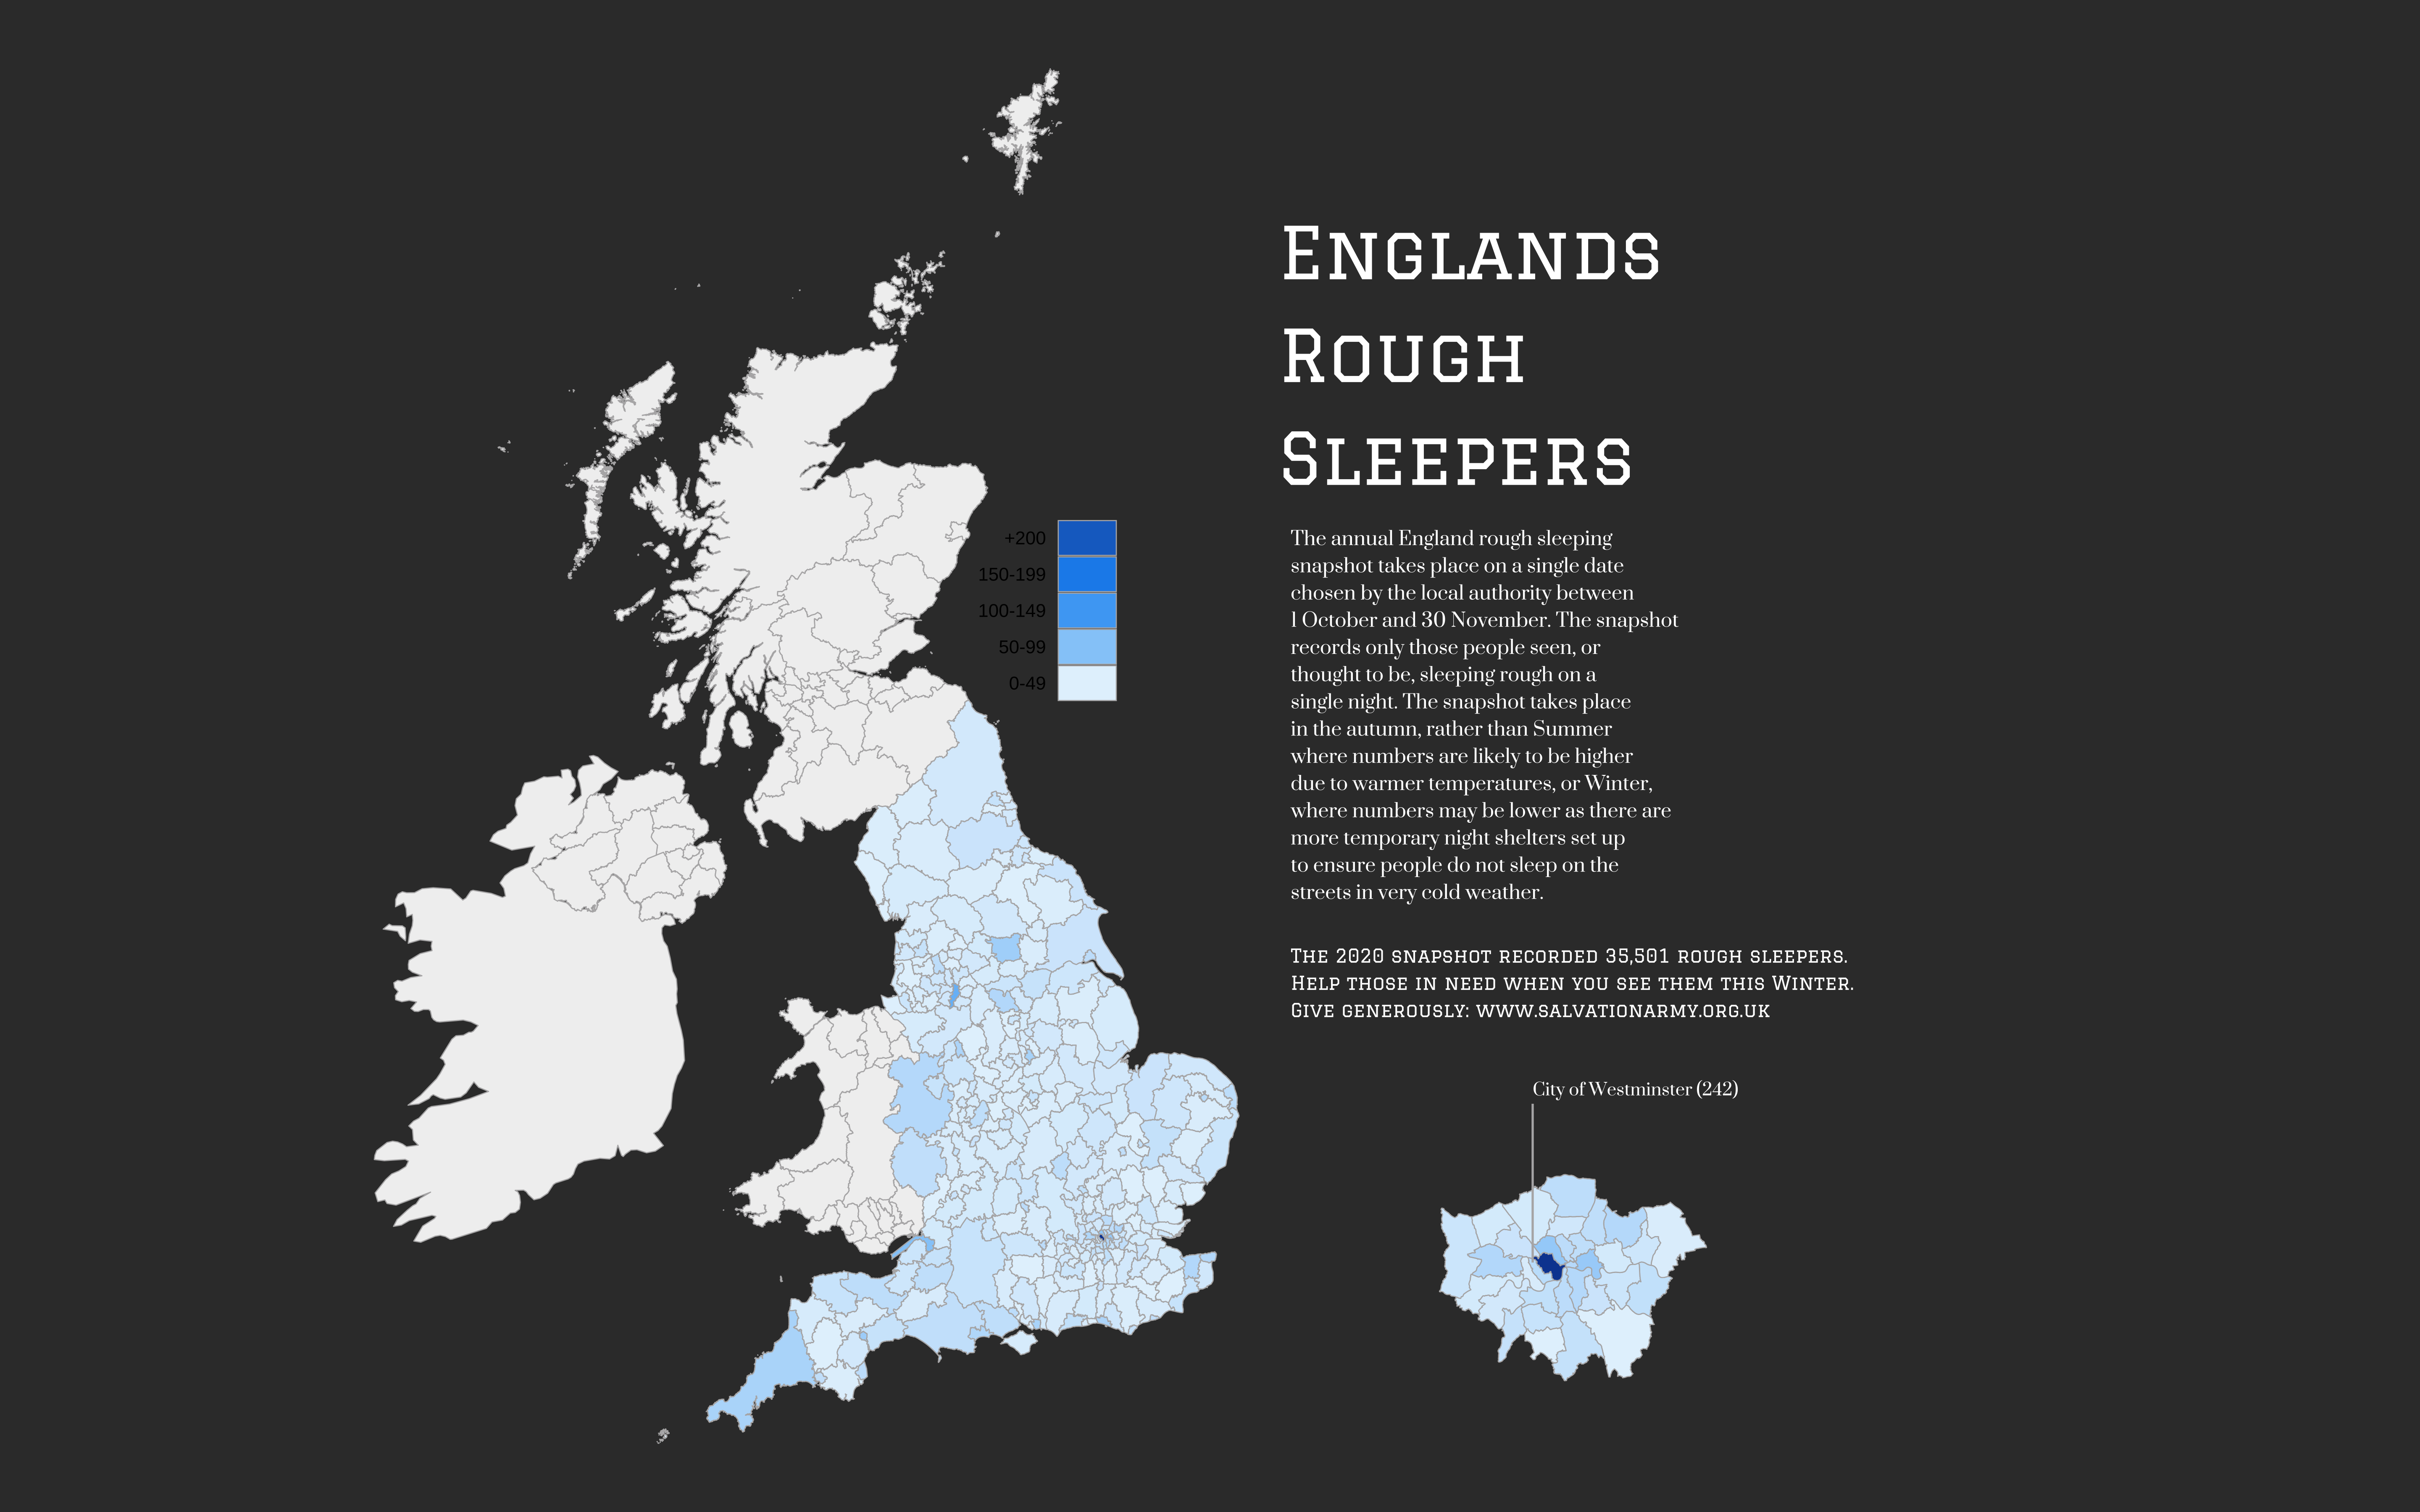 Englands
Rough
Sleepers
+200
150-199
100-149
50-99
0-49
The annual England rough sleeping
snapshot takes place on a single date
chosen by the local authority between
1 October and 30 November. The snapshot
records only those people seen, or
thought to be, sleeping rough on a
single night. The snapshot takes place
in the autumn, rather than Summer
where numbers are likely to be higher
due to warmer temperatures, or Winter,
where numbers may be lower as there are
more temporary night shelters set up
to ensure people do not sleep on the
streets in very cold weather.
The 2020 snapshot recorded 35,501 rough sleepers.
Help those in need when you see them this Winter.
Give generously: www.salvationarmy.org.uk
City of Westminster (242)